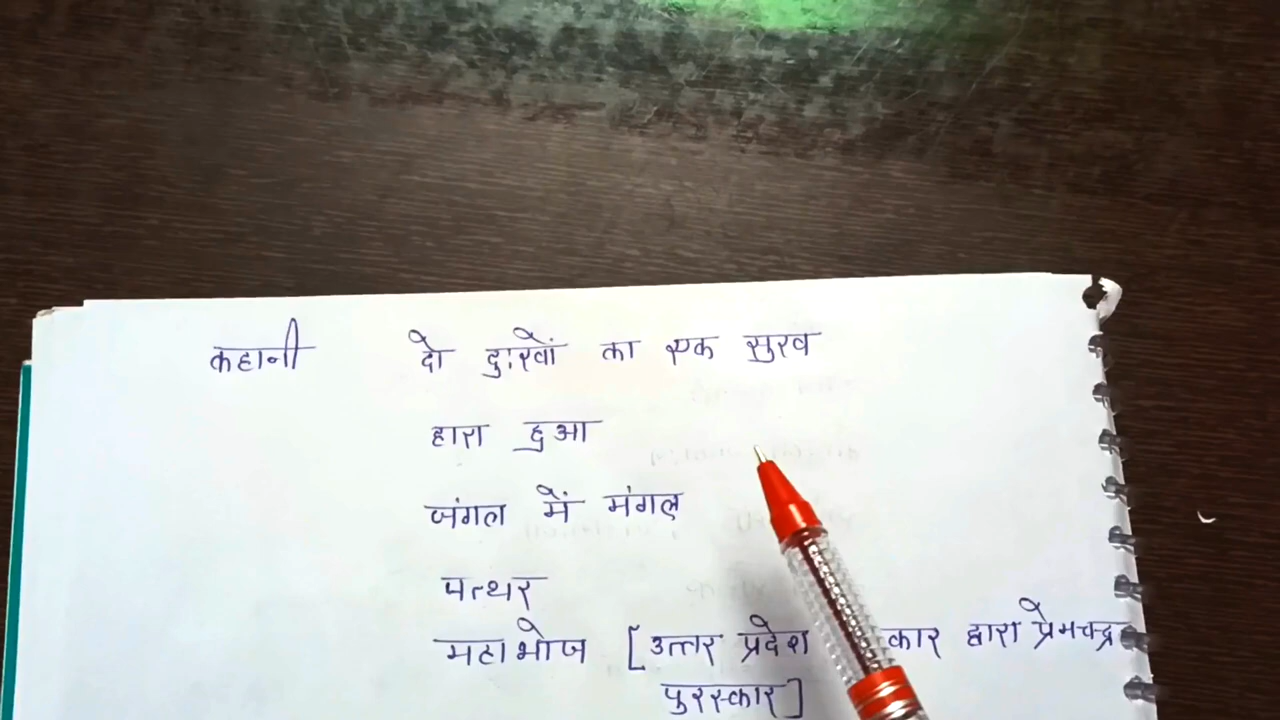 कहानी दो दुःखों का एक सुख
हारा हुआ
जंगल में मंगल
पत्थर
महाभोज [उत्तर प्रदेश कार द्वारा प्रेमचन्द्र
पुरस्कार]